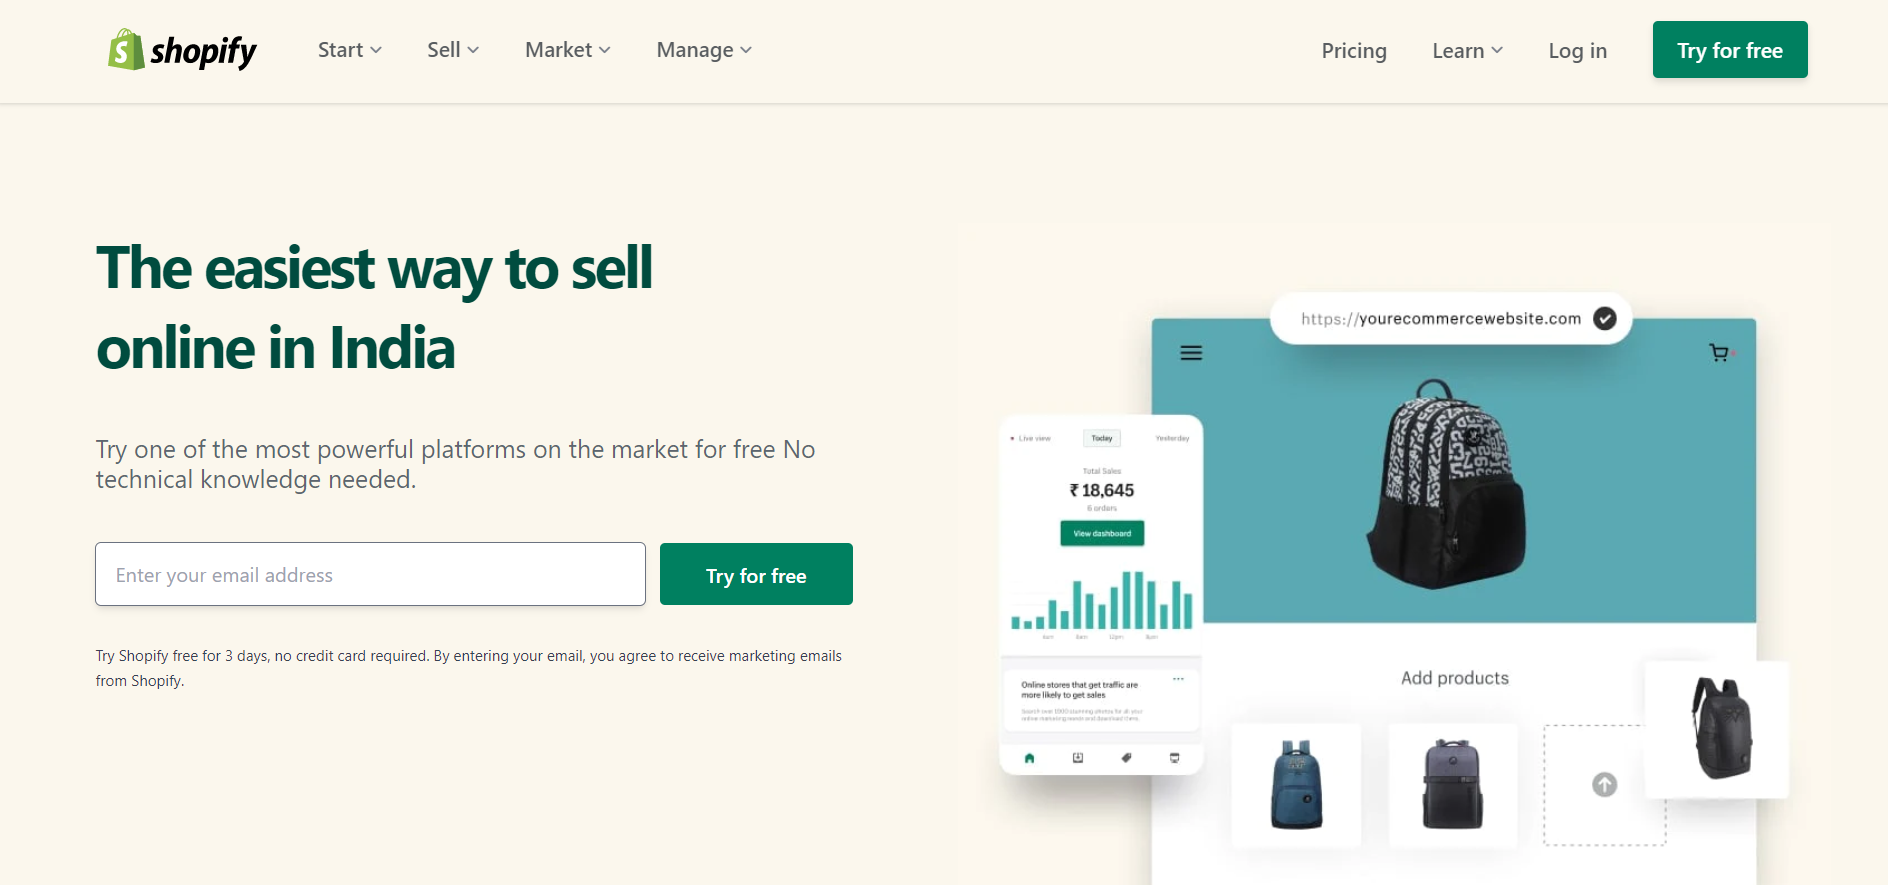 shopify
Start
Sell
Market
Manage
Pricing
Learn
Log in
Try for free
The easiest way to sell
online in India
Try one of the most powerful platforms on the market for free No
technical knowledge needed.
Enter your email address
Try for free
Try Shopify free for 3 days, no credit card required. By entering your email, you agree to receive marketing emails
from Shopify.
https://yourecommercewebsite.com
Live view
Today
Yesterday
Total Sales
₹ 18,645
6 orders
View dashboard
Online stores that get traffic are
more likely to get sales
Add products